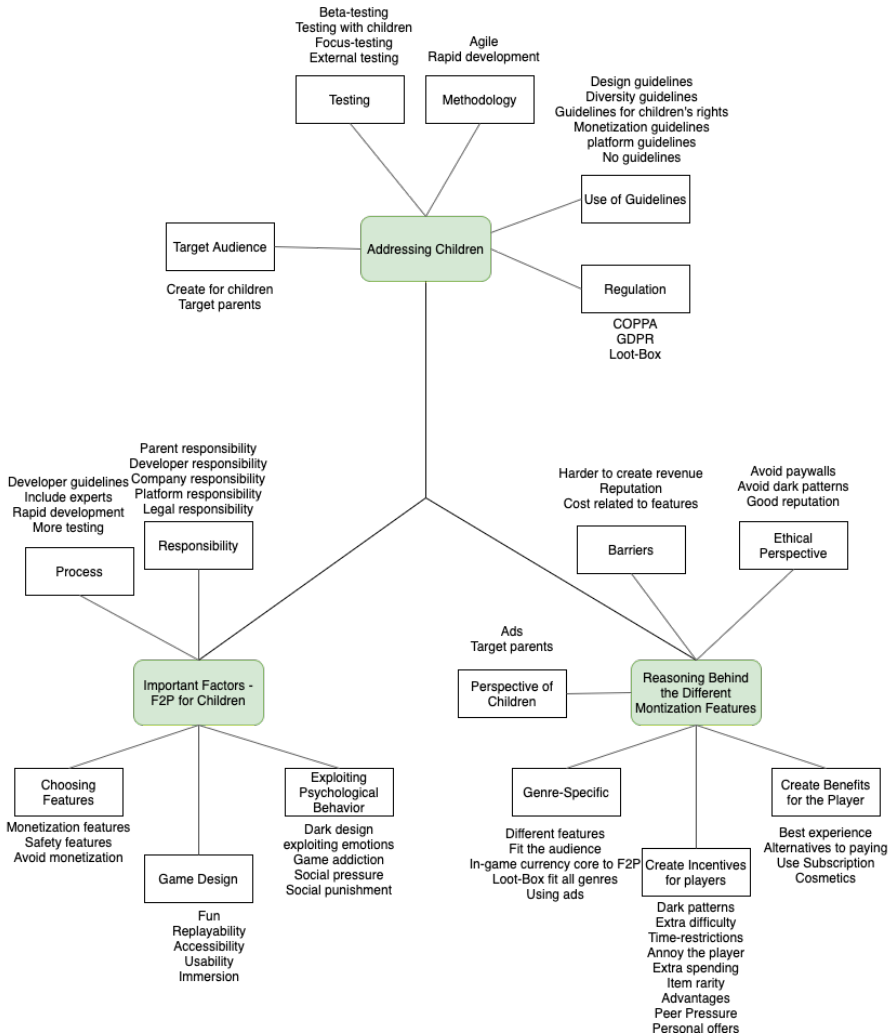 Beta-testing
Testing with children
Focus-testing
External testing
Testing
Agile
Rapid development
Methodology
Design guidelines
Diversity guidelines
Guidelines for children's rights
Monetization guidelines
platform guidelines
No guidelines
Use of Guidelines
Target Audience
Create for children
Target parents
Addressing Children
Regulation
COPPA
GDPR
Loot-Box
Developer guidelines
Include experts
Rapid development
More testing
Process
Parent responsibility
Developer responsibility
Company responsibility
Platform responsibility
Legal responsibility
Responsibility
Harder to create revenue
Reputation
Cost related to features
Barriers
Avoid paywalls
Avoid dark patterns
Good reputation
Ethical
Perspective
Ads
Target parents
Perspective of
Children
Important Factors -
F2P for Children
Reasoning Behind
the Different
Montization Features
Choosing
Features
Monetization features
Safety features
Avoid monetization
Game Design
Fun
Replayability
Accessibility
Usability
Immersion
Exploiting
Psychological
Behavior
Dark design
exploiting emotions
Game addiction
Social pressure
Social punishment
Genre-Specific
Different features
Fit the audience
In-game currency core to F2P
Loot-Box fit all genres
Using ads
Create Incentives
for players
Dark patterns
Extra difficulty
Time-restrictions
Annoy the player
Extra spending
Item rarity
Advantages
Peer Pressure
Personal offers
Create Benefits
for the Player
Best experience
Alternatives to paying
Use Subscription
Cosmetics